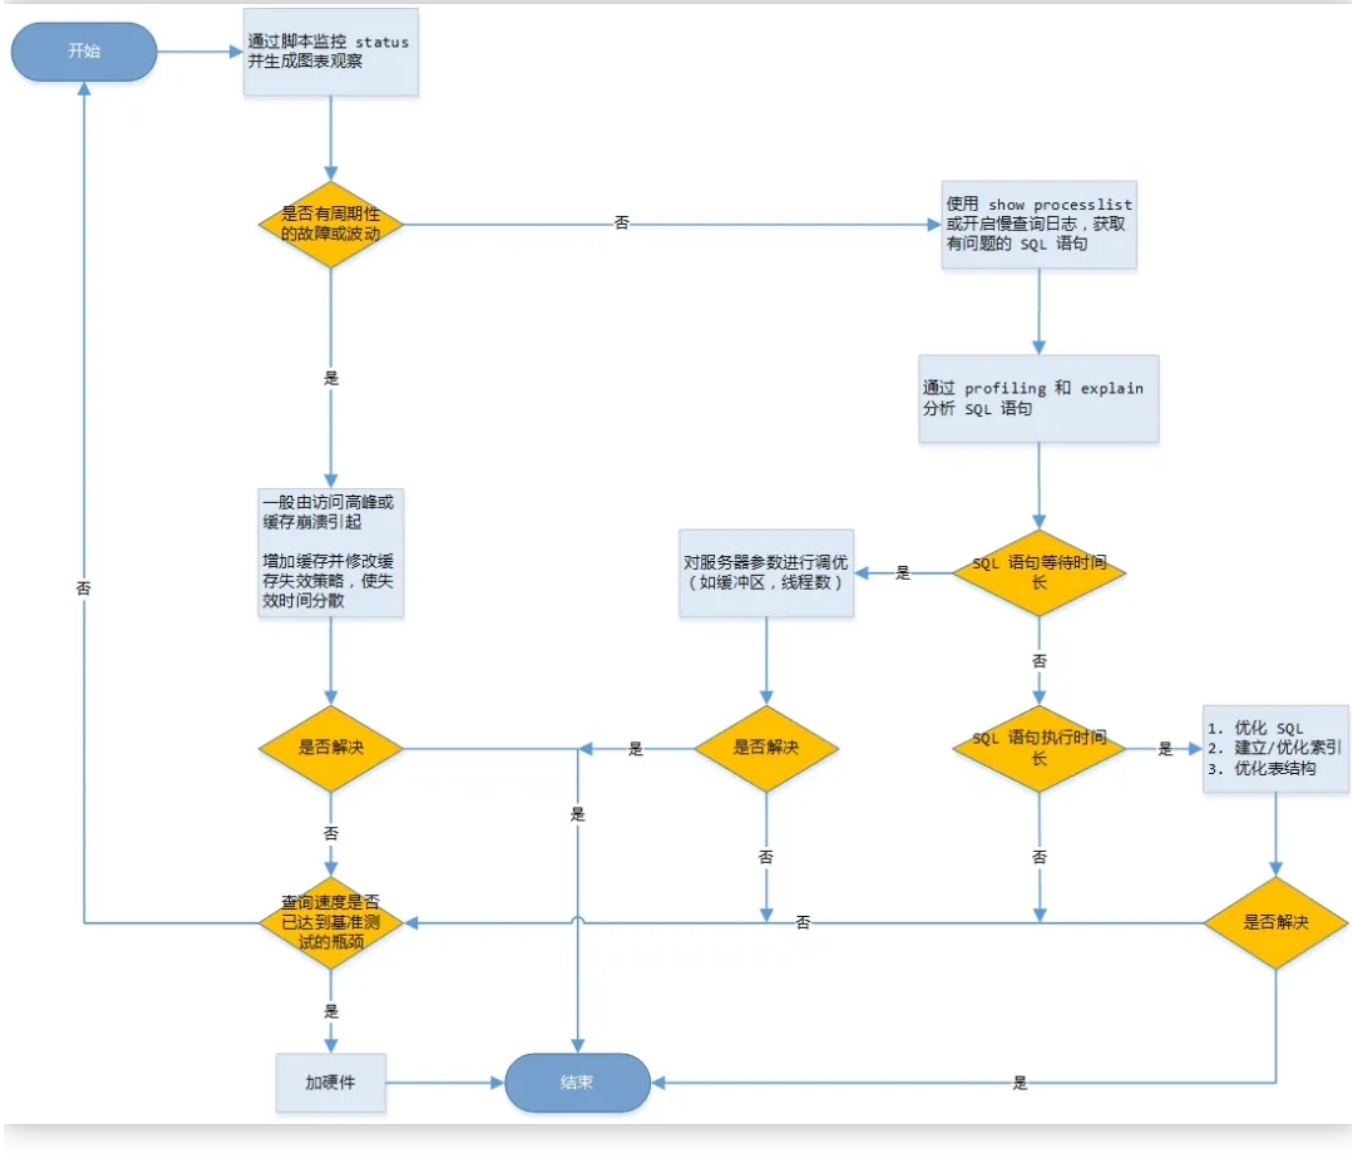 开始
通过脚本监控 status
并生成图表观察
是否有周期性
的故障或波动
否
使用 show processlist
或开启慢查询日志，获取
有问题的 SQL 语句
是
通过 profiling 和 explain
分析 SQL 语句
一般由访问高峰或
缓存崩溃引起
增加缓存并修改缓
存失效策略，使失
效时间分散
否
对服务器参数进行调优
（如缓冲区，线程数）
是
SQL 语句等待时间
长
否
是否解决
是
是否解决
SQL 语句执行时间
长
是
1. 优化 SQL
2. 建立/优化索引
3. 优化表结构
是
否
否
否
查询速度是否
已达到基准测
试的瓶颈
否
是否解决
是
加硬件
结束
是